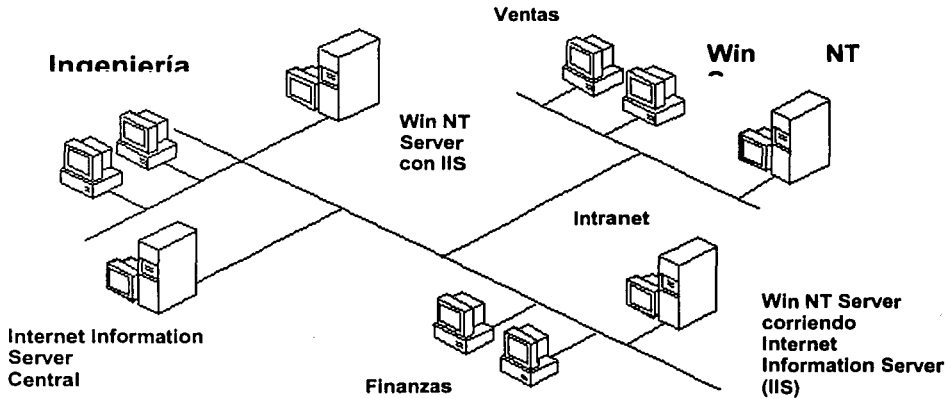 Ventas
Ingeniería
Win NT
Win NT
Server
con IIS
Intranet
Internet Information
Server
Central
Finanzas
Win NT Server
corriendo
Internet
Information Server
(IIS)